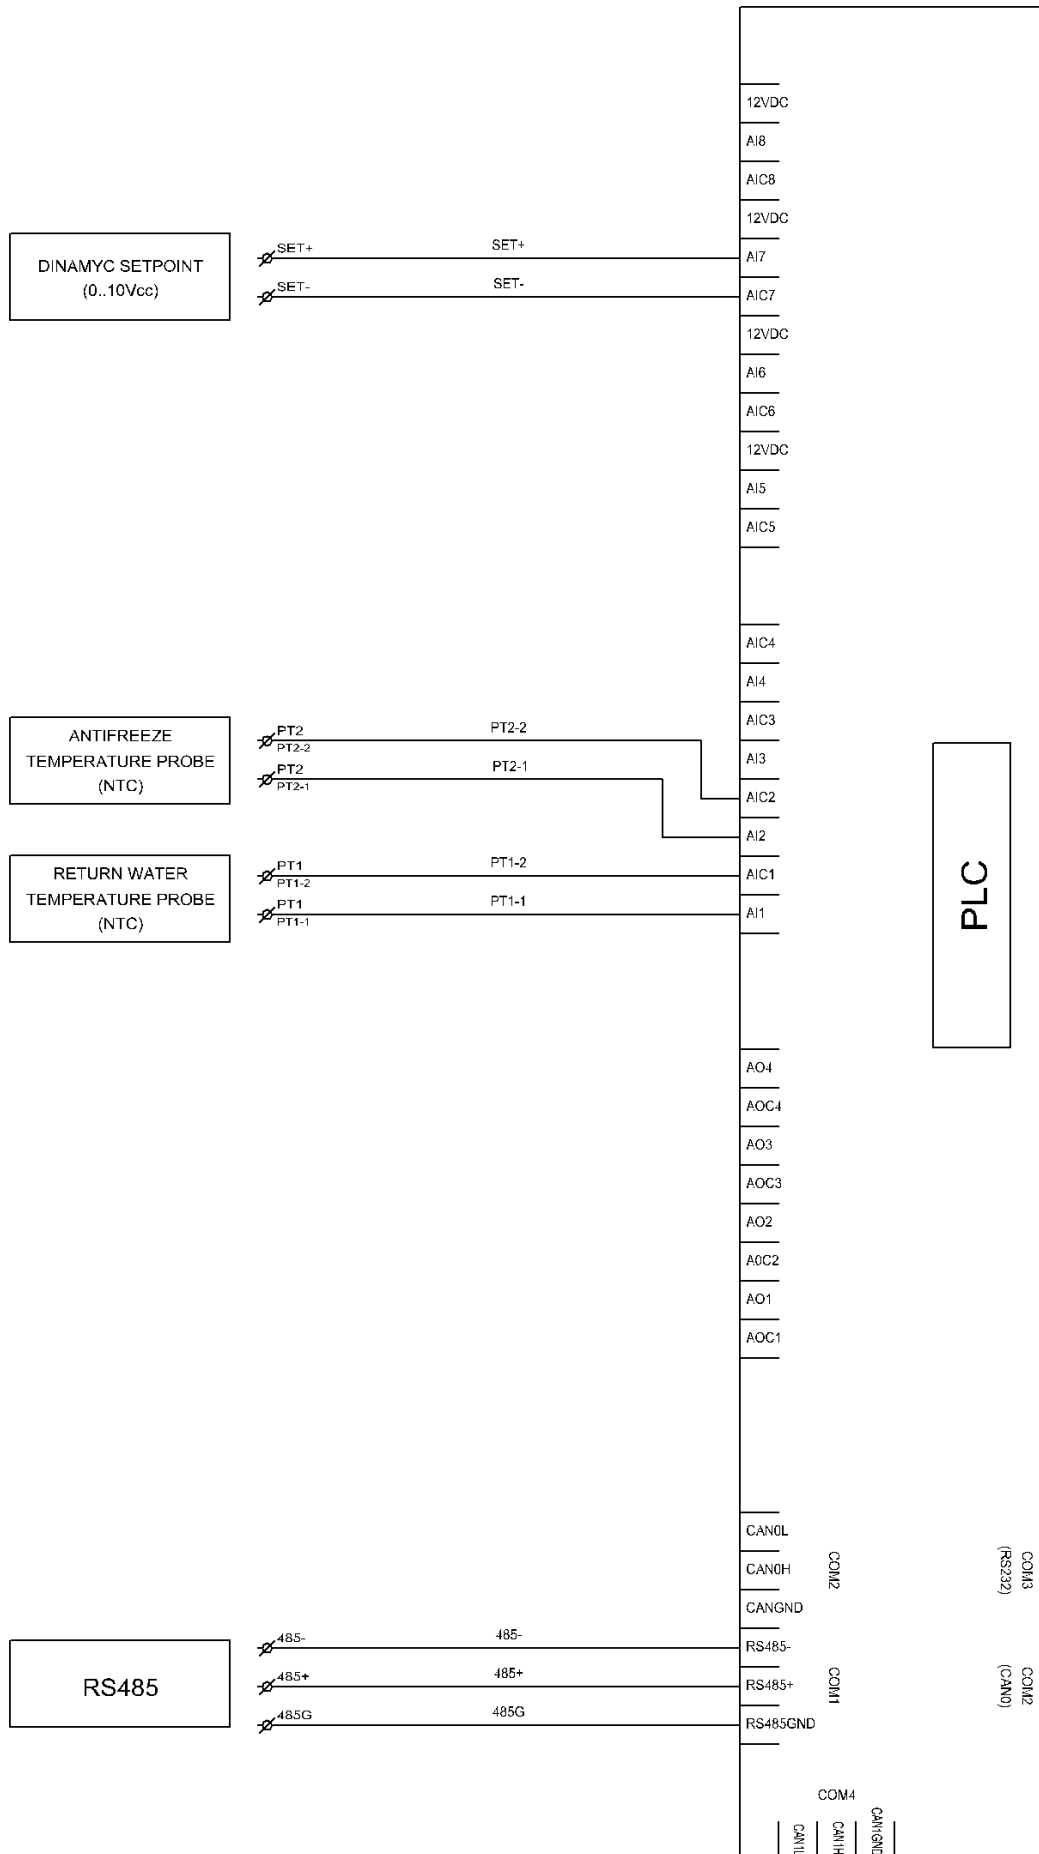 12VDC
AI8
AIC8
12VDC
DINAMYC SETPOINT
(0..10Vcc)
SET+
SET+
AI7
SET-
SET-
AIC7
12VDC
AI6
AIC6
12VDC
AI5
AIC5
AIC4
AI4
ANTIFREEZE
TEMPERATURE PROBE
(NTC)
PT2
PT2-2
PT2-2
AIC3
PT2
PT2-1
PT2-1
AI3
AIC2
AI2
RETURN WATER
TEMPERATURE PROBE
(NTC)
PT1
PT1-2
PT1-2
AIC1
PT1
PT1-1
PT1-1
AI1
PLC
AO4
AOC4
AO3
AOC3
AO2
A0C2
AO1
AOC1
CAN0L
CAN0H
CANGND
COM2
COM3
(RS232)
RS485
485-
485-
RS485-
485+
485+
RS485+
485G
485G
RS485GND
COM1
COM2
(CAN0)
COM4
CAN1L
CAN1H
CAN1GND